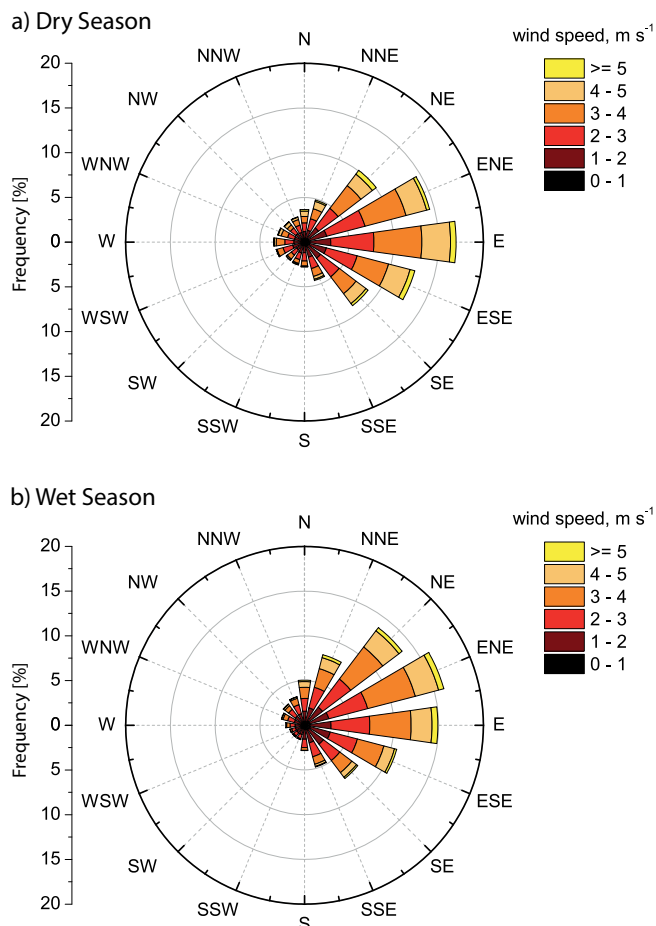 a) Dry Season
wind speed, m s⁻¹
>= 5
4 - 5
3 - 4
2 - 3
1 - 2
0 - 1
Frequency [%]
20
15
10
5
0
5
10
15
20
N
NNE
NE
ENE
E
ESE
SE
SSE
S
SSW
SW
WSW
W
WNW
NW
NNW
b) Wet Season
wind speed, m s⁻¹
>= 5
4 - 5
3 - 4
2 - 3
1 - 2
0 - 1
Frequency [%]
20
15
10
5
0
5
10
15
20
N
NNE
NE
ENE
E
ESE
SE
SSE
S
SSW
SW
WSW
W
WNW
NW
NNW